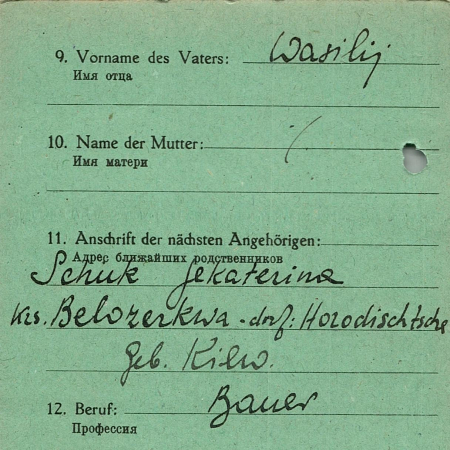 9. Vorname des Vaters: Wasilij
Имя отца
10. Name der Mutter:
Имя матери
11. Anschrift der nächsten Angehörigen:
Адрес ближайших родственников
Schuk Jekaterina
Krs. Belozerkwa - dorf: Horodischtsche
Geb. Kiew.
12. Beruf: Bauer
Профессия